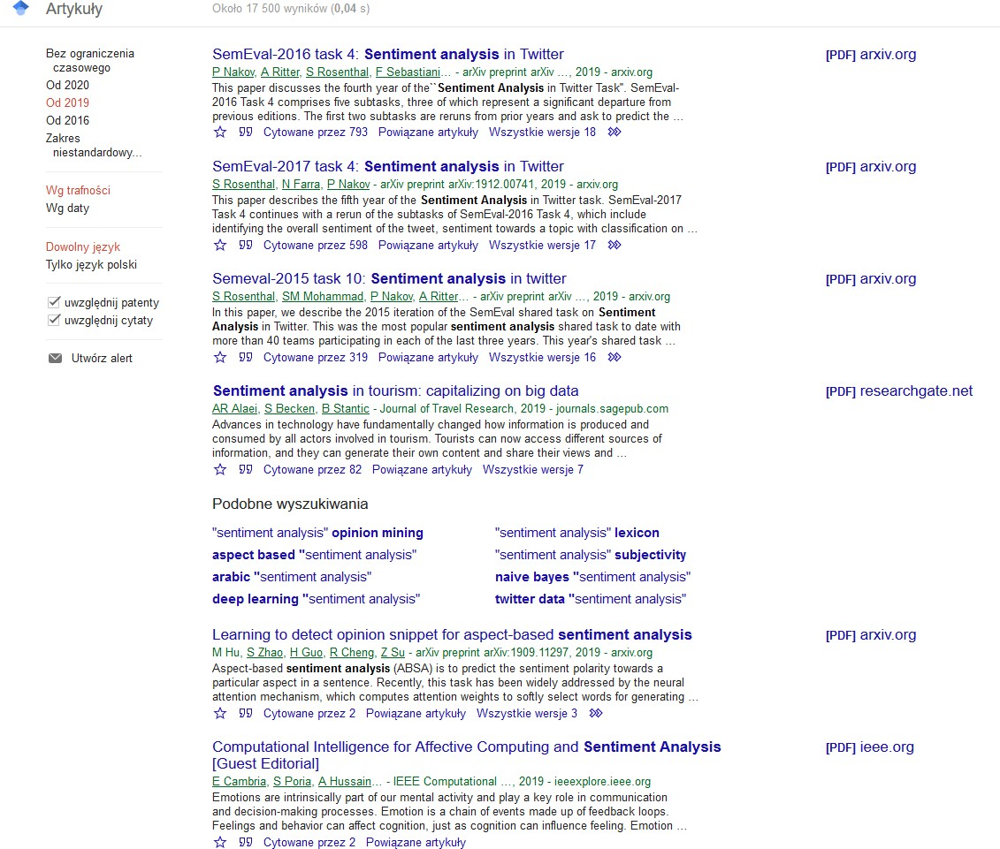 Artykuły
Około 17 500 wyników (0,04 s)
Bez ograniczenia
czasowego
Od 2020
Od 2019
Od 2016
Zakres
niestandardowy...
Wg trafności
Wg daty
Dowolny język
Tylko język polski
uwzględnij patenty
uwzględnij cytaty
Utwórz alert
SemEval-2016 task 4: Sentiment analysis in Twitter
[PDF] arxiv.org
P Nakov, A Ritter, S Rosenthal, F Sebastiani… - arXiv preprint arXiv …, 2019 - arxiv.org
This paper discusses the fourth year of the``Sentiment Analysis in Twitter Task". SemEval-
2016 Task 4 comprises five subtasks, three of which represent a significant departure from
previous editions. The first two subtasks are reruns from prior years and ask to predict the …
Cytowane przez 793 Powiązane artykuły Wszystkie wersje 18
SemEval-2017 task 4: Sentiment analysis in Twitter
[PDF] arxiv.org
S Rosenthal, N Farra, P Nakov - arXiv preprint arXiv:1912.00741, 2019 - arxiv.org
This paper describes the fifth year of the Sentiment Analysis in Twitter task. SemEval-2017
Task 4 continues with a rerun of the subtasks of SemEval-2016 Task 4, which include
identifying the overall sentiment of the tweet, sentiment towards a topic with classification on …
Cytowane przez 598 Powiązane artykuły Wszystkie wersje 17
Semeval-2015 task 10: Sentiment analysis in twitter
[PDF] arxiv.org
S Rosenthal, SM Mohammad, P Nakov, A Ritter… - arXiv preprint arXiv …, 2019 - arxiv.org
In this paper, we describe the 2015 iteration of the SemEval shared task on Sentiment
Analysis in Twitter. This was the most popular sentiment analysis shared task to date with
more than 40 teams participating in each of the last three years. This year's shared task …
Cytowane przez 319 Powiązane artykuły Wszystkie wersje 16
Sentiment analysis in tourism: capitalizing on big data
[PDF] researchgate.net
AR Alaei, S Becken, B Stantic - Journal of Travel Research, 2019 - journals.sagepub.com
Advances in technology have fundamentally changed how information is produced and
consumed by all actors involved in tourism. Tourists can now access different sources of
information, and they can generate their own content and share their views and …
Cytowane przez 82 Powiązane artykuły Wszystkie wersje 7
Podobne wyszukiwania
"sentiment analysis" opinion mining
"sentiment analysis" lexicon
aspect based "sentiment analysis"
"sentiment analysis" subjectivity
arabic "sentiment analysis"
naive bayes "sentiment analysis"
deep learning "sentiment analysis"
twitter data "sentiment analysis"
Learning to detect opinion snippet for aspect-based sentiment analysis
[PDF] arxiv.org
M Hu, S Zhao, H Guo, R Cheng, Z Su - arXiv preprint arXiv:1909.11297, 2019 - arxiv.org
Aspect-based sentiment analysis (ABSA) is to predict the sentiment polarity towards a
particular aspect in a sentence. Recently, this task has been widely addressed by the neural
attention mechanism, which computes attention weights to softly select words for generating …
Cytowane przez 2 Powiązane artykuły Wszystkie wersje 3
Computational Intelligence for Affective Computing and Sentiment Analysis
[Guest Editorial]
[PDF] ieee.org
E Cambria, S Poria, A Hussain… - IEEE Computational …, 2019 - ieeexplore.ieee.org
Emotions are intrinsically part of our mental activity and play a key role in communication
and decision-making processes. Emotion is a chain of events made up of feedback loops.
Feelings and behavior can affect cognition, just as cognition can influence feeling. Emotion …
Cytowane przez 2 Powiązane artykuły